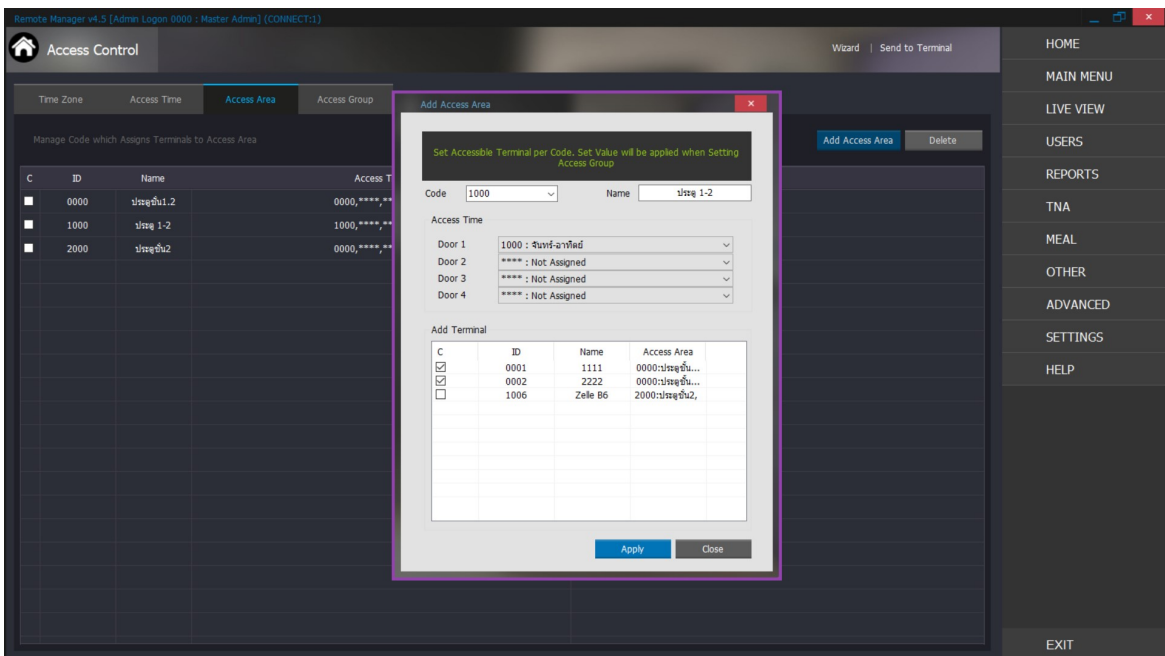 Remote Manager v4.5 [Admin Logon 0000 : Master Admin] (CONNECT:1)
Access Control
Wizard | Send to Terminal
Time Zone Access Time Access Area Access Group
Manage Code which Assigns Terminals to Access Area
Add Access Area Delete
C ID Name Access T
0000 ประตูชั้น1.2 0000,****,**
1000 ประตู 1-2 1000,****,**
2000 ประตูชั้น2 0000,****,**
Add Access Area
Set Accessible Terminal per Code. Set Value will be applied when Setting
Access Group
Code 1000 Name ประตู 1-2
Access Time
Door 1 1000 : จันทร์-อาทิตย์
Door 2 **** : Not Assigned
Door 3 **** : Not Assigned
Door 4 **** : Not Assigned
Add Terminal
C ID Name Access Area
0001 1111 0000:ประตูชั้น...
0002 2222 0000:ประตูชั้น...
1006 Zelle B6 2000:ประตูชั้น2,
Apply Close
HOME
MAIN MENU
LIVE VIEW
USERS
REPORTS
TNA
MEAL
OTHER
ADVANCED
SETTINGS
HELP
EXIT